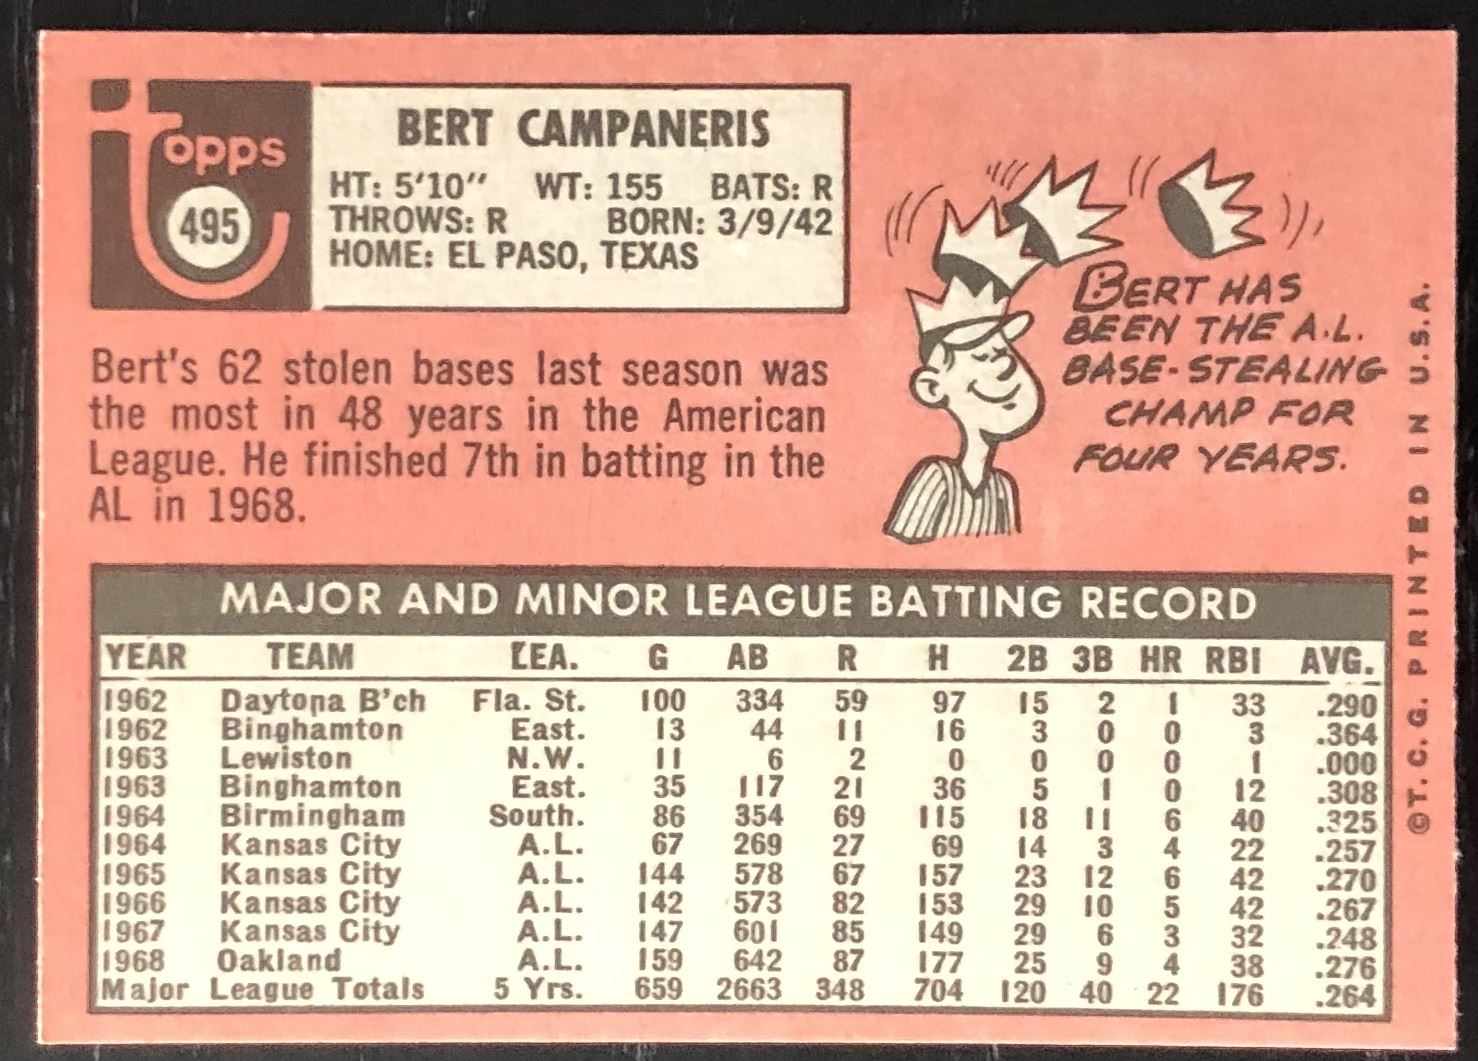 topps
495
BERT CAMPANERIS
HT: 5'10" WT: 155 BATS: R
THROWS: R BORN: 3/9/42
HOME: EL PASO, TEXAS
Bert's 62 stolen bases last season was
the most in 48 years in the American
League. He finished 7th in batting in the
AL in 1968.
BERT HAS
BEEN THE A.L.
BASE-STEALING
CHAMP FOR
FOUR YEARS.
MAJOR AND MINOR LEAGUE BATTING RECORD
YEAR TEAM LEA. G AB R H 2B 3B HR RBI AVG.
1962 Daytona B'ch Fla. St. 100 334 59 97 15 2 1 33 .290
1962 Binghamton East. 13 44 11 16 3 0 0 3 .364
1963 Lewiston N.W. 11 6 2 0 0 0 0 1 .000
1963 Binghamton East. 35 117 21 36 5 1 0 12 .308
1964 Birmingham South. 86 354 69 115 18 11 6 40 .325
1964 Kansas City A.L. 67 269 27 69 14 3 4 22 .257
1965 Kansas City A.L. 144 578 67 157 23 12 6 42 .270
1966 Kansas City A.L. 142 573 82 153 29 10 5 42 .267
1967 Kansas City A.L. 147 601 85 149 29 6 3 32 .248
1968 Oakland A.L. 159 642 87 177 25 9 4 38 .276
Major League Totals 5 Yrs. 659 2663 348 704 120 40 22 176 .264
©T.C.G. PRINTED IN U.S.A.